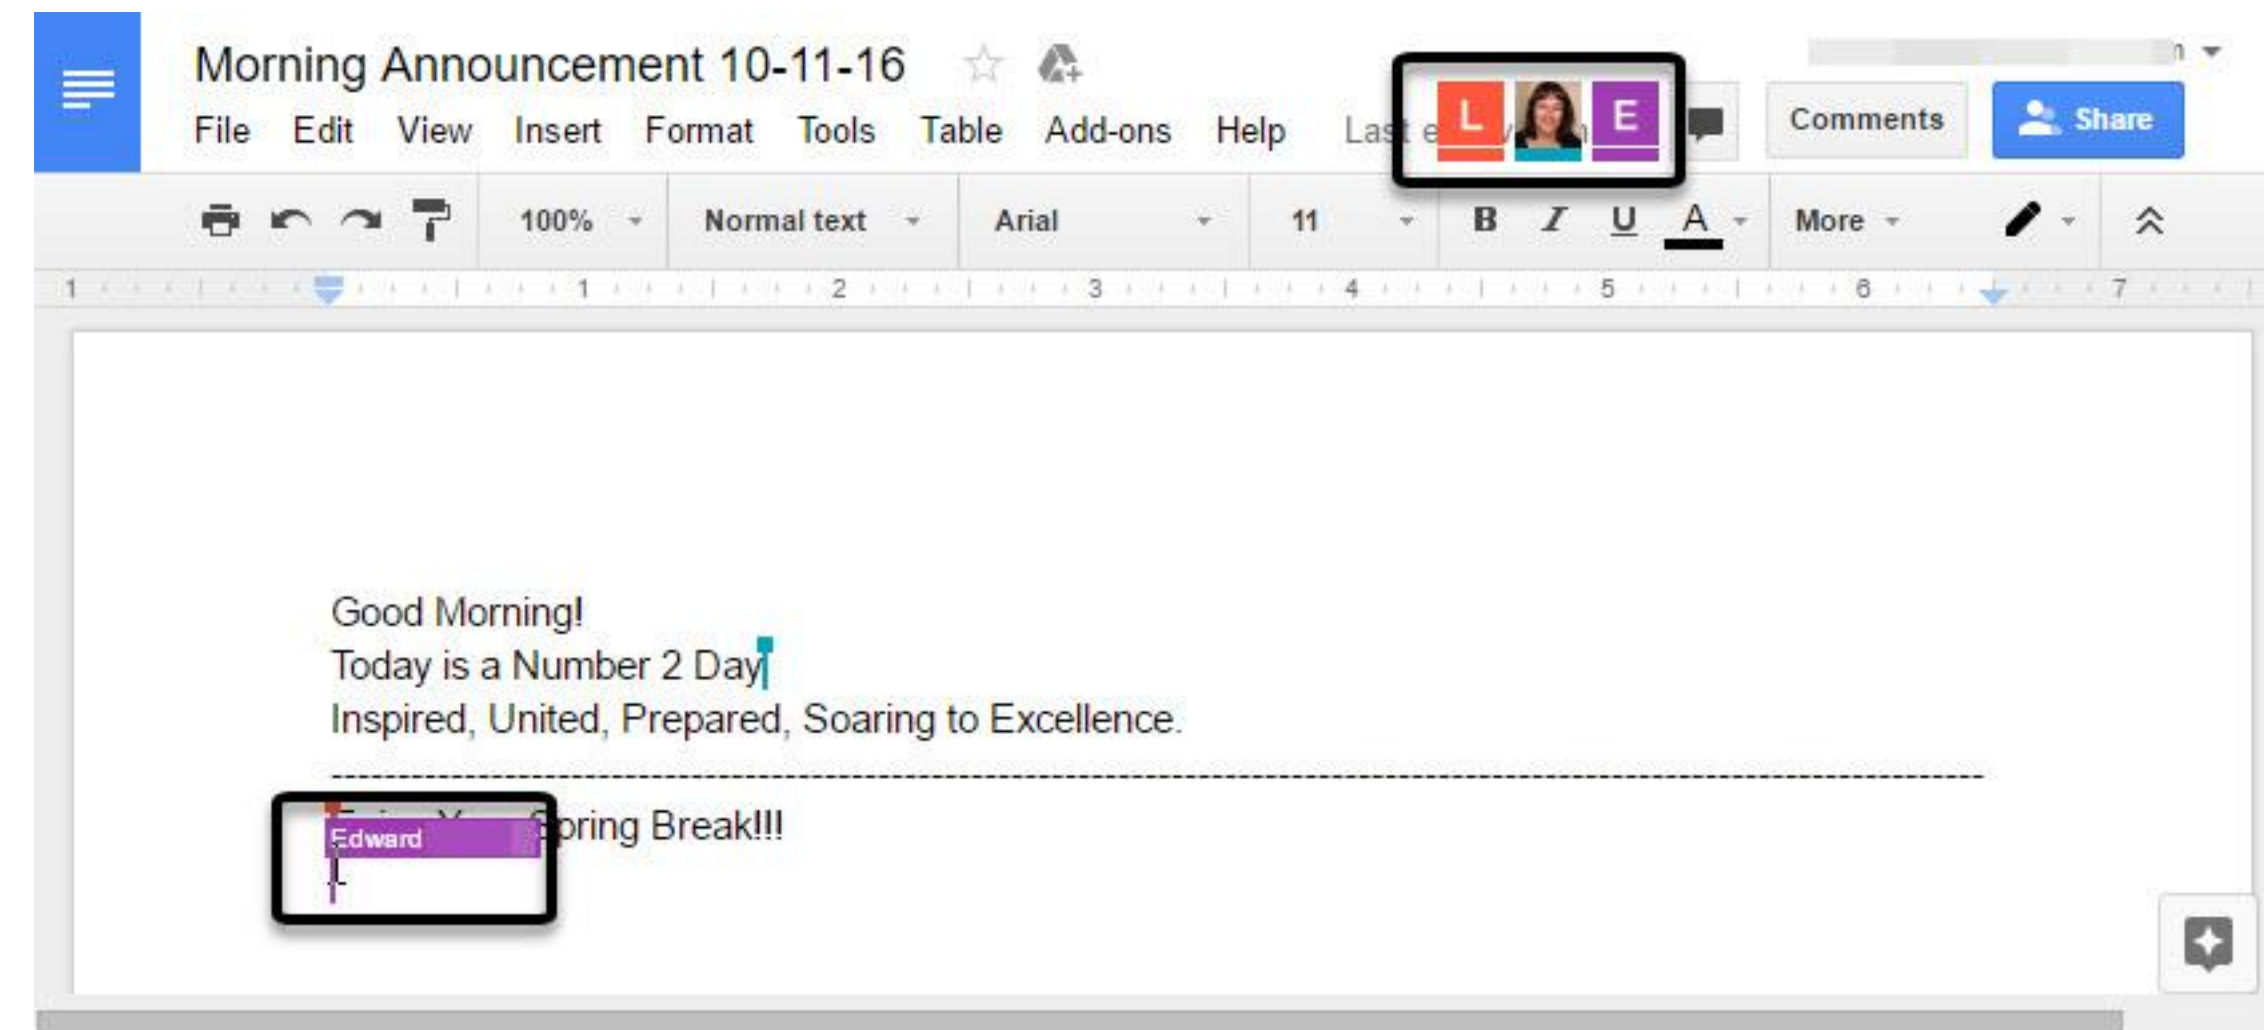 Morning Announcement 10-11-16
File Edit View Insert Format Tools Table Add-ons Help Last e
L E
Comments
Share
100% Normal text Arial 11 B I U A More
1 1 2 3 4 5 6 7
Good Morning!
Today is a Number 2 Day
Inspired, United, Prepared, Soaring to Excellence.
Spring Break!!!
Edward